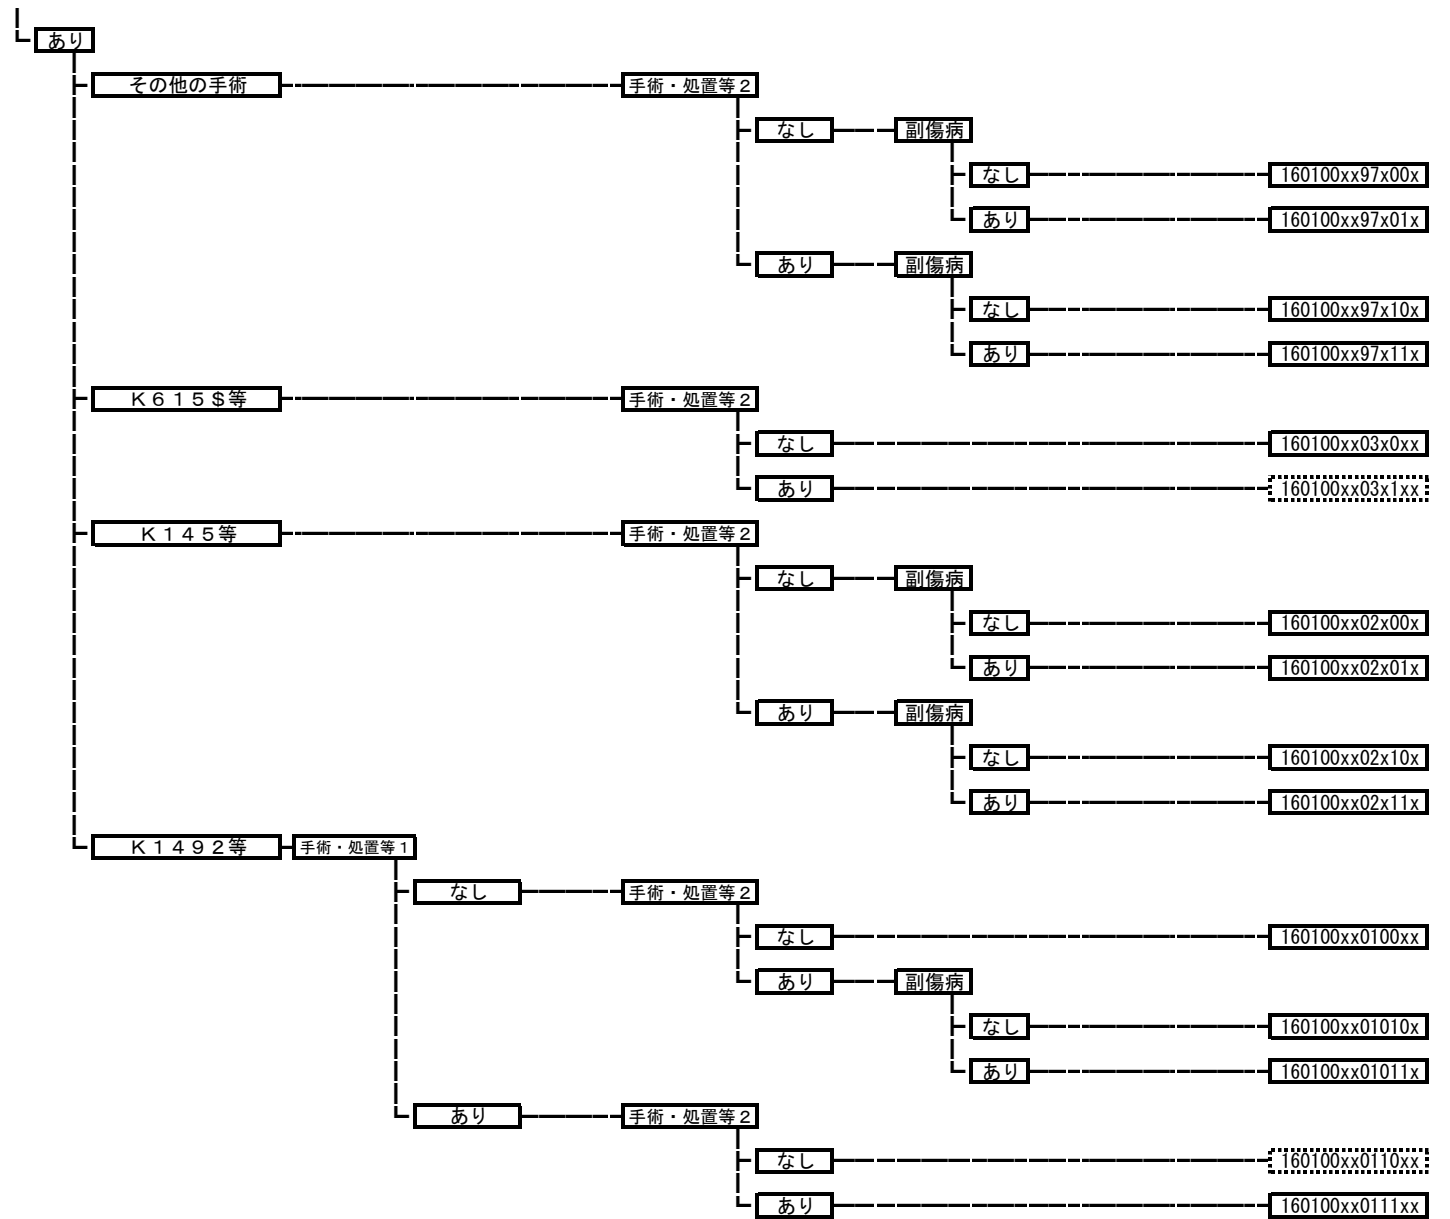 あり
その他の手術 手術・処置等２
なし 副傷病
なし 160100xx97x00x
あり 160100xx97x01x
あり 副傷病
なし 160100xx97x10x
あり 160100xx97x11x
Ｋ６１５＄等 手術・処置等２
なし 160100xx03x0xx
あり 160100xx03x1xx
Ｋ１４５等 手術・処置等２
なし 副傷病
なし 160100xx02x00x
あり 160100xx02x01x
あり 副傷病
なし 160100xx02x10x
あり 160100xx02x11x
Ｋ１４９２等 手術・処置等１
なし 手術・処置等２
なし 160100xx0100xx
あり 副傷病
なし 160100xx01010x
あり 160100xx01011x
あり 手術・処置等２
なし 160100xx0110xx
あり 160100xx0111xx